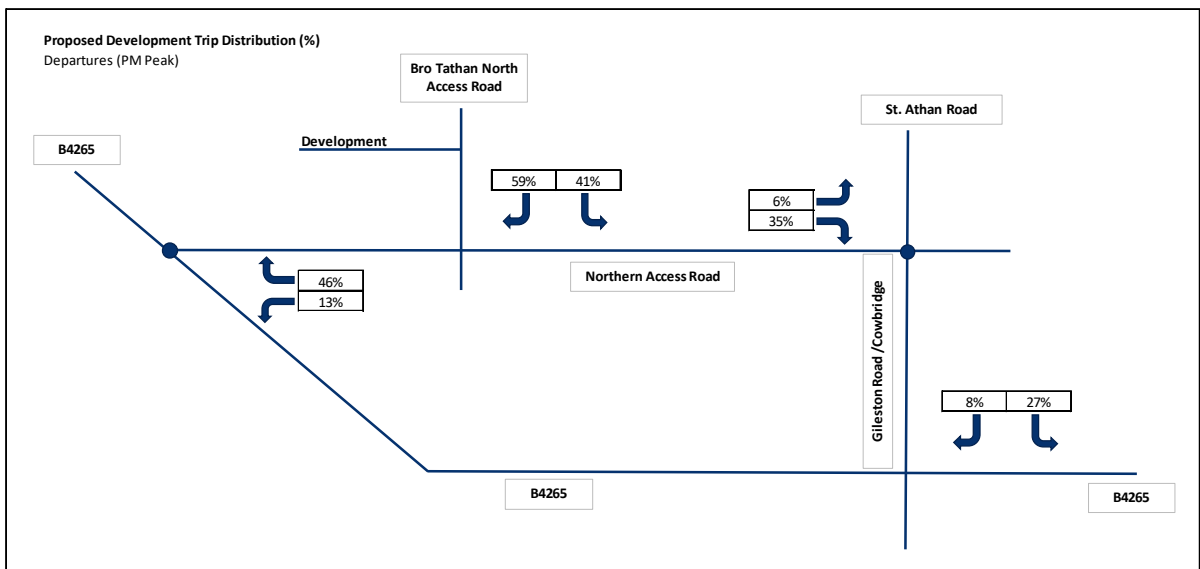 Proposed Development Trip Distribution (%)
Departures (PM Peak)
Bro Tathan North
Access Road
St. Athan Road
B4265
Development
59% 41%
6%
35%
Northern Access Road
46%
13%
Gileston Road /Cowbridge
8% 27%
B4265
B4265